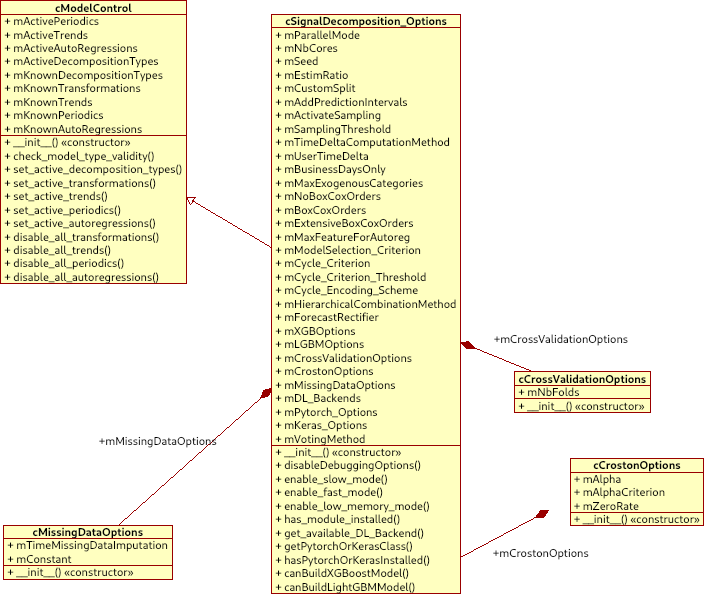 cModelControl
+ mActivePeriodics
+ mActiveTrends
+ mActiveAutoRegressions
+ mActiveDecompositionTypes
+ mKnownDecompositionTypes
+ mKnownTransformations
+ mKnownTrends
+ mKnownPeriodics
+ mKnownAutoRegressions
+ __init__() «constructor»
+ check_model_type_validity()
+ set_active_decomposition_types()
+ set_active_transformations()
+ set_active_trends()
+ set_active_periodics()
+ set_active_autoregressions()
+ disable_all_transformations()
+ disable_all_trends()
+ disable_all_periodics()
+ disable_all_autoregressions()
cSignalDecomposition_Options
+ mParallelMode
+ mNbCores
+ mSeed
+ mEstimRatio
+ mCustomSplit
+ mAddPredictionIntervals
+ mActivateSampling
+ mSamplingThreshold
+ mTimeDeltaComputationMethod
+ mUserTimeDelta
+ mBusinessDaysOnly
+ mMaxExogenousCategories
+ mNoBoxCoxOrders
+ mBoxCoxOrders
+ mExtensiveBoxCoxOrders
+ mMaxFeatureForAutoreg
+ mModelSelection_Criterion
+ mCycle_Criterion
+ mCycle_Criterion_Threshold
+ mCycle_Encoding_Scheme
+ mHierarchicalCombinationMethod
+ mForecastRectifier
+ mXGBOptions
+ mLGBMOptions
+ mCrossValidationOptions
+ mCrostonOptions
+ mMissingDataOptions
+ mDL_Backends
+ mPytorch_Options
+ mKeras_Options
+ mVotingMethod
+ __init__() «constructor»
+ disableDebuggingOptions()
+ enable_slow_mode()
+ enable_fast_mode()
+ enable_low_memory_mode()
+ has_module_installed()
+ get_available_DL_Backend()
+ getPytorchOrKerasClass()
+ hasPytorchOrKerasInstalled()
+ canBuildXGBoostModel()
+ canBuildLightGBMModel()
+mCrossValidationOptions
cCrossValidationOptions
+ mNbFolds
+ __init__() «constructor»
+mMissingDataOptions
cMissingDataOptions
+ mTimeMissingDataImputation
+ mConstant
+ __init__() «constructor»
cCrostonOptions
+ mAlpha
+ mAlphaCriterion
+ mZeroRate
+ __init__() «constructor»
+mCrostonOptions